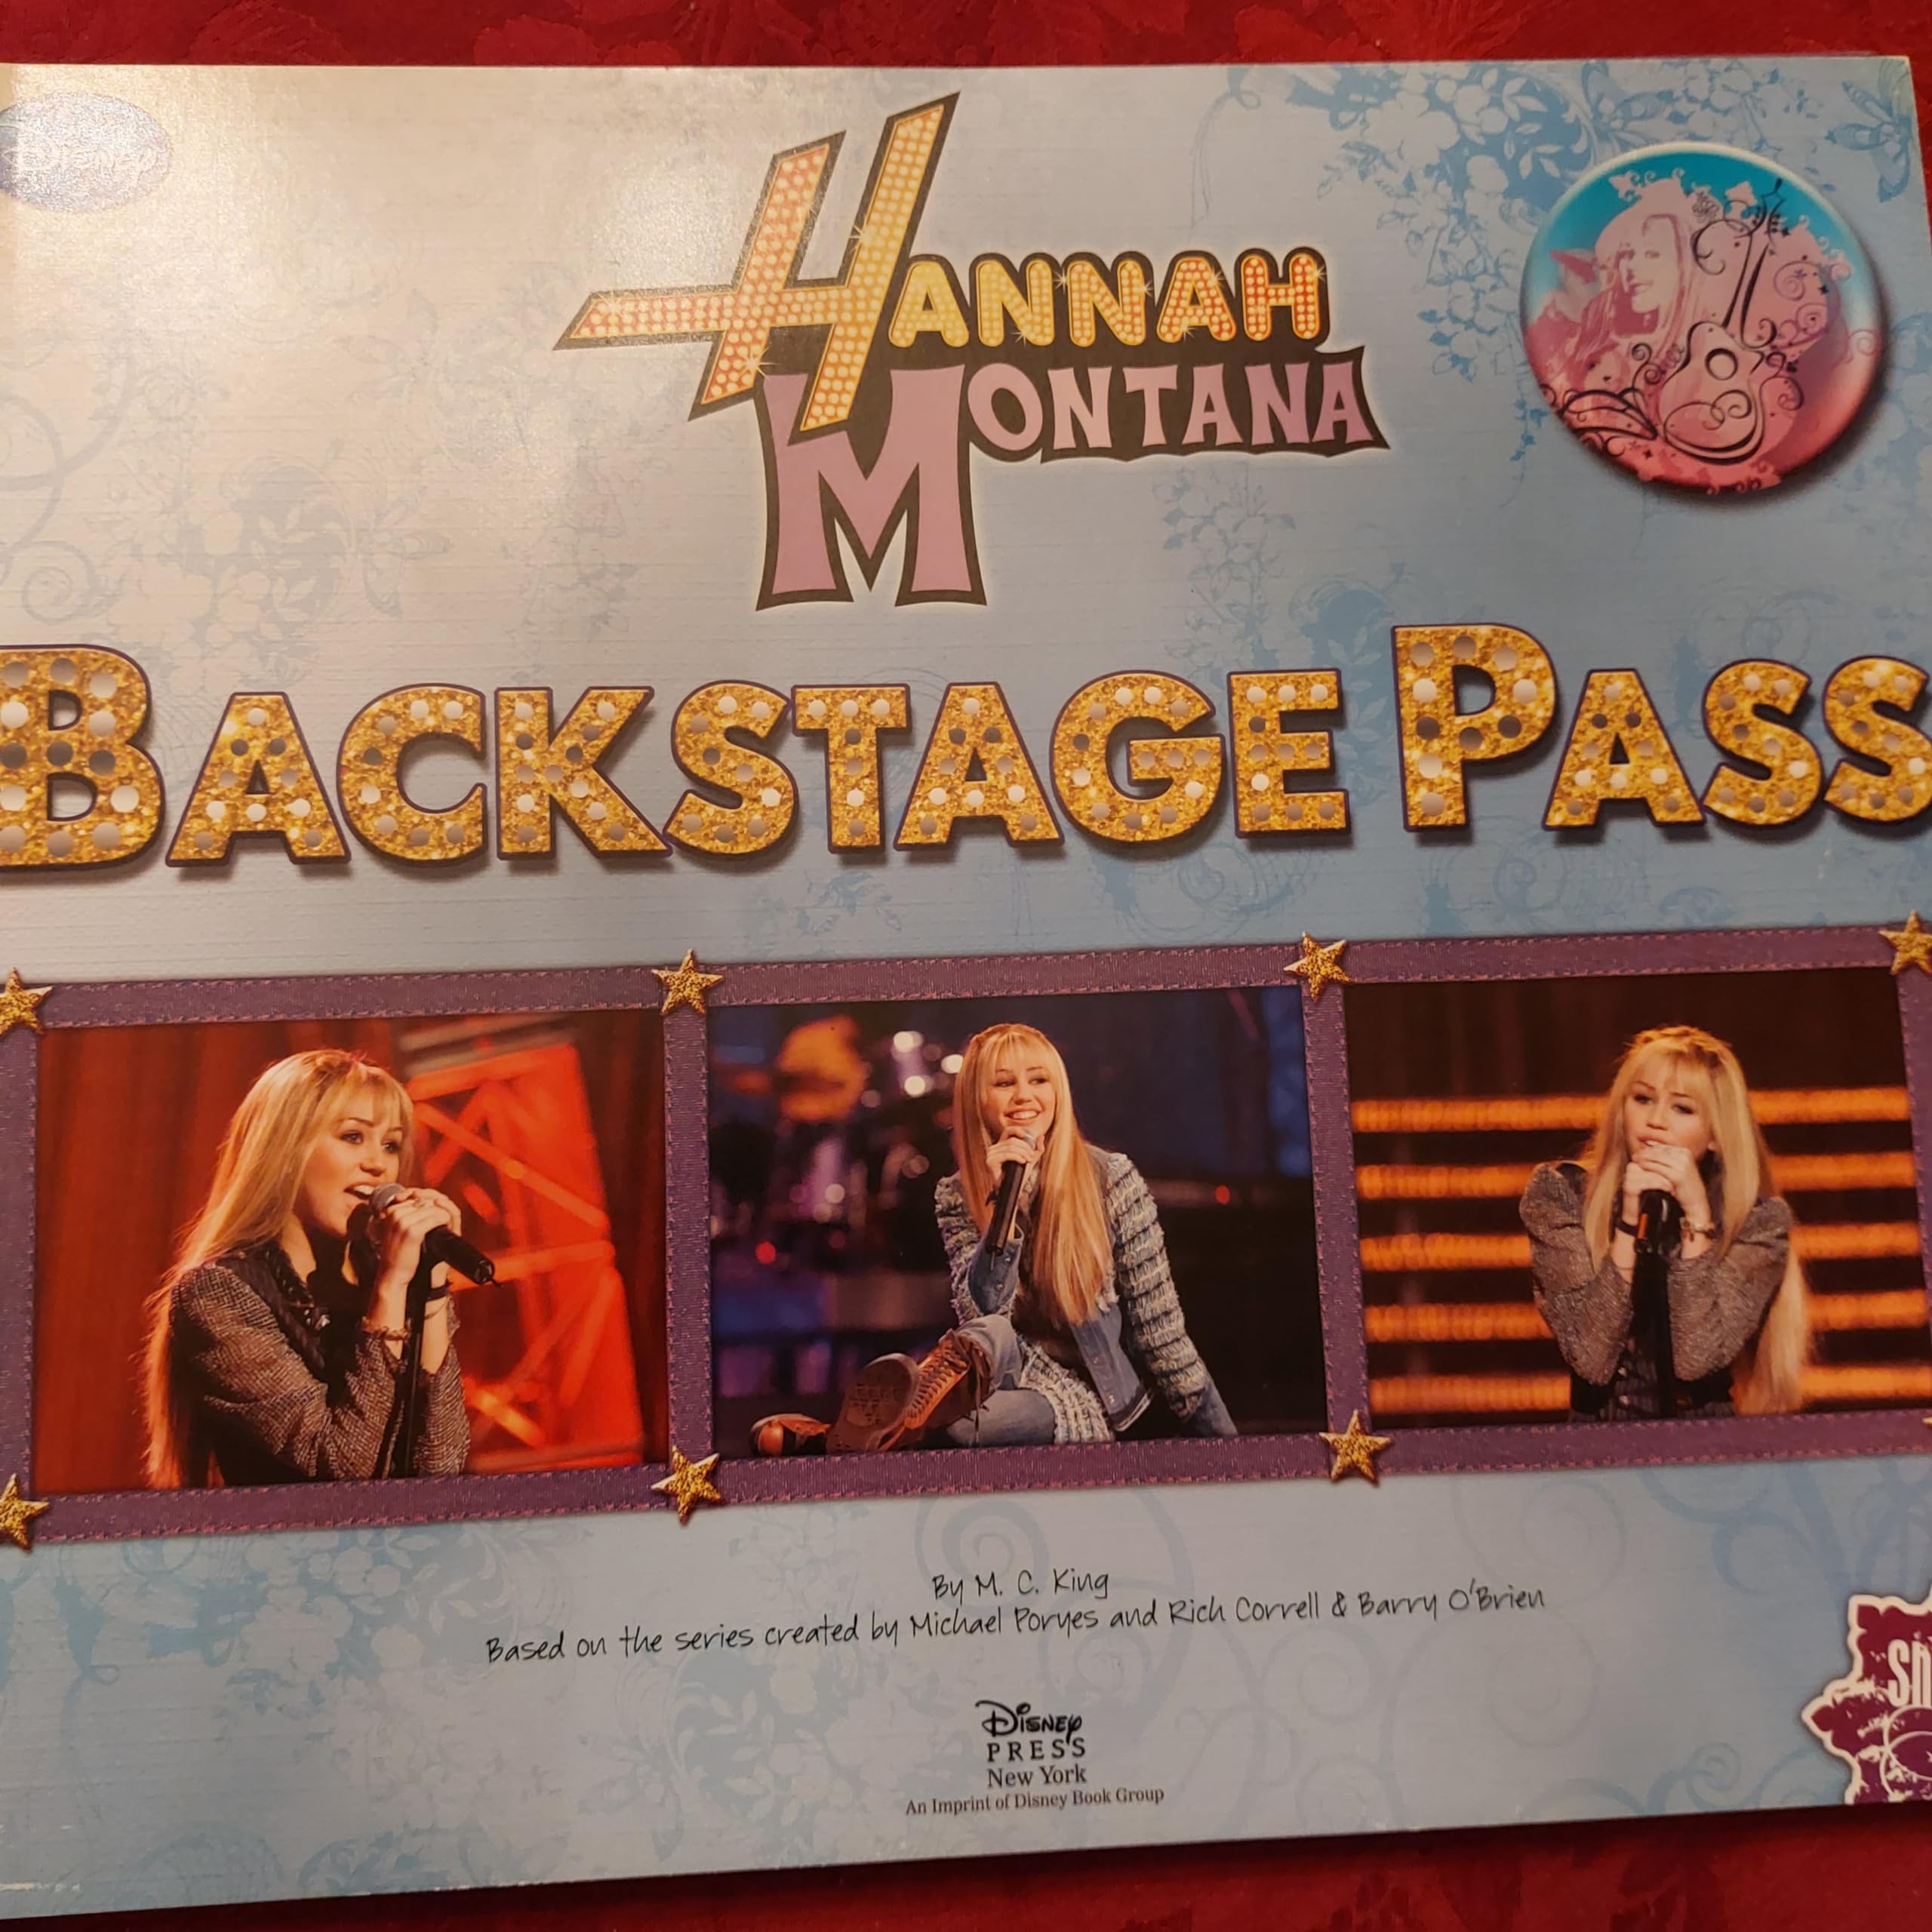 Disney
HANNAH
MONTANA
BACKSTAGE PASS
By M. C. King
Based on the series created by Michael Poryes and Rich Correll & Barry O'Brien
Disney
PRESS
New York
An Imprint of Disney Book Group